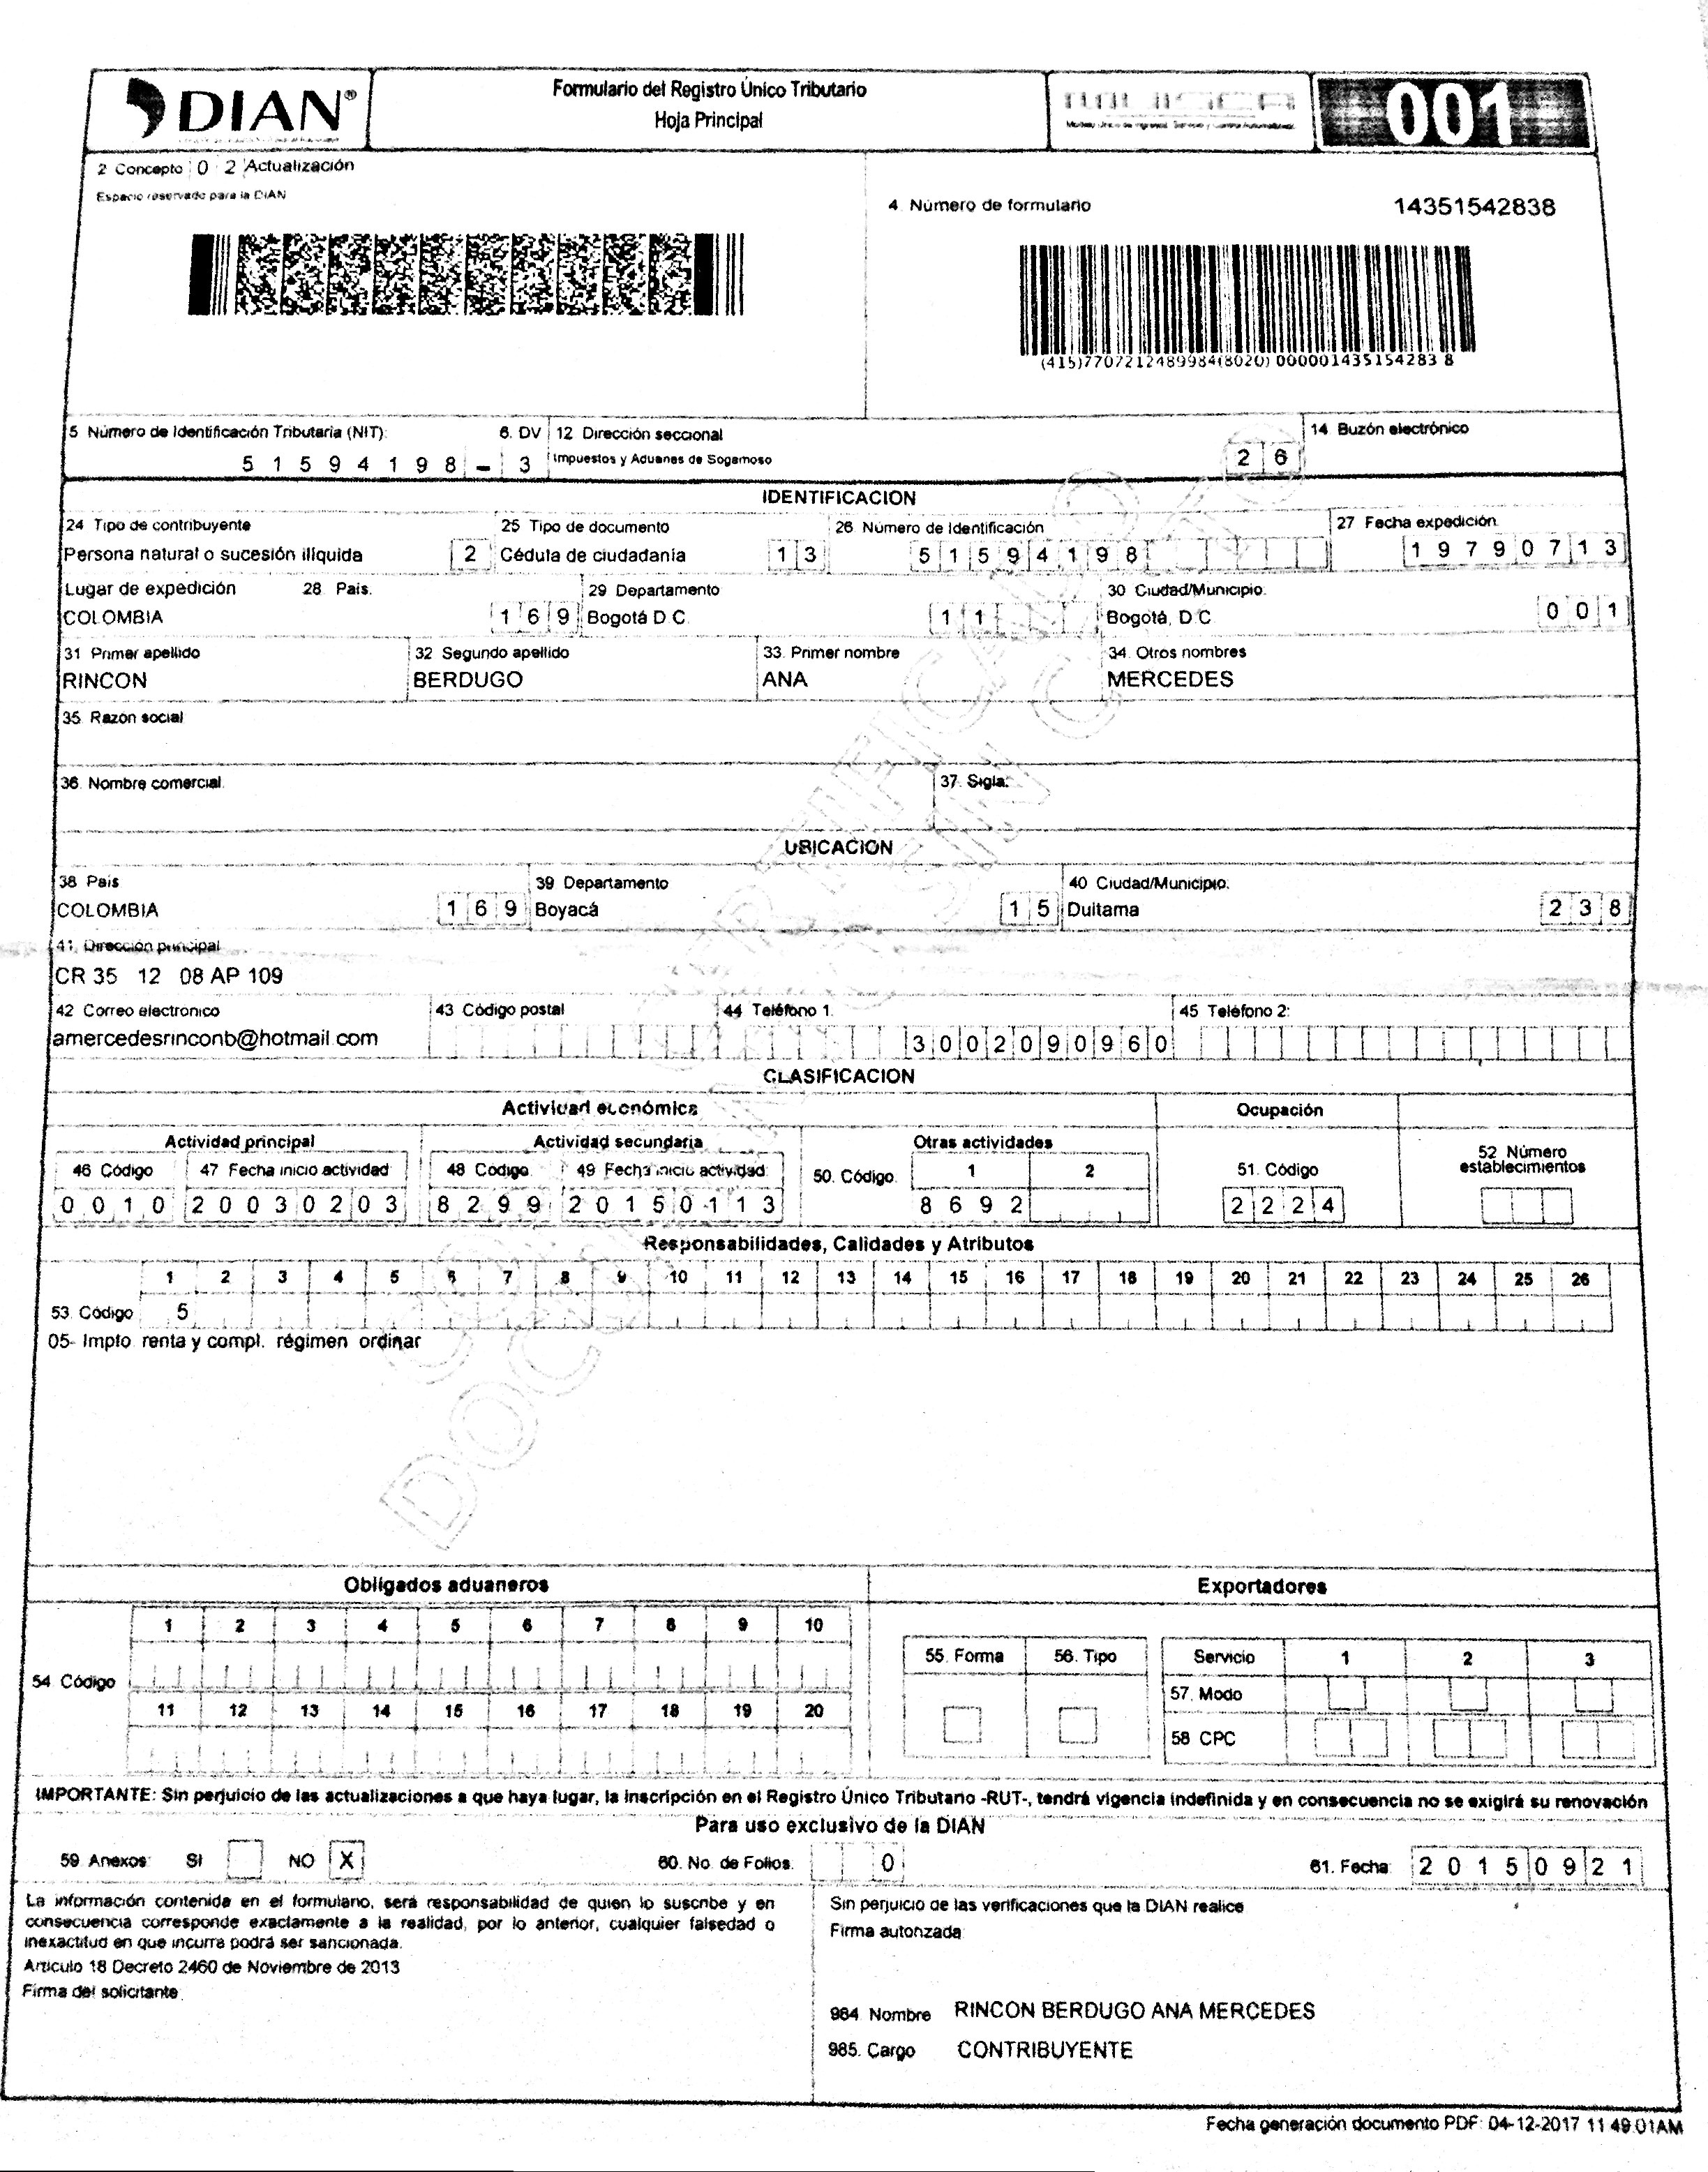 DIAN®
Formulario del Registro Único Tributario
Hoja Principal
001
2 Concepto 0 2 Actualización
Espacio reservado para la DIAN
4. Número de formulario 14351542838
(415)7707212489984(8020) 000001435154283 8
5 Número de Identificación Tributaria (NIT): 6. DV 12 Dirección seccional 14 Buzón electrónico
5 1 5 9 4 1 9 8 - 3 Impuestos y Aduanes de Sogamoso 2 6
IDENTIFICACION
24 Tipo de contribuyente 25 Tipo de documento 26 Número de Identificación 27 Fecha expedición
Persona natural o sucesión ilíquida 2 Cédula de ciudadanía 1 3 5 1 5 9 4 1 9 8 1 9 7 9 0 7 1 3
Lugar de expedición 28 País. 29 Departamento 30 Ciudad/Municipio:
COLOMBIA 1 6 9 Bogotá D.C. 1 1 Bogotá, D.C. 0 0 1
31 Primer apellido 32 Segundo apellido 33. Primer nombre 34. Otros nombres
RINCON BERDUGO ANA MERCEDES
35. Razón social
36. Nombre comercial 37. Sigla:
UBICACION
38 País 39 Departamento 40 Ciudad/Municipio:
COLOMBIA 1 6 9 Boyacá 1 5 Duitama 2 3 8
41. Dirección principal
CR 35 12 08 AP 109
42 Correo electronico 43 Código postal 44 Teléfono 1. 45 Teléfono 2:
amercedesrinconb@hotmail.com 3 0 0 2 0 9 0 9 6 0
CLASIFICACION
Actividad económica Ocupación
Actividad principal Actividad secundaria Otras actividades 52 Número establecimientos
46 Código 47 Fecha inicio actividad 48 Código 49 Fecha inicio actividad 50. Código. 1 2 51. Código
0 0 1 0 2 0 0 3 0 2 0 3 8 2 9 9 2 0 1 5 0 1 1 3 8 6 9 2 2 2 2 4
Responsabilidades, Calidades y Atributos
1 2 3 4 5 6 7 8 9 10 11 12 13 14 15 16 17 18 19 20 21 22 23 24 25 26
53. Código 5
05- Impto. renta y compl. régimen ordinar
Obligados aduaneros Exportadores
1 2 3 4 5 6 7 8 9 10
55. Forma 56. Tipo Servicio 1 2 3
54 Código
57. Modo
11 12 13 14 15 16 17 18 19 20
58 CPC
IMPORTANTE: Sin perjuicio de las actualizaciones a que haya lugar, la inscripción en el Registro Único Tributario -RUT-, tendrá vigencia indefinida y en consecuencia no se exigirá su renovación
Para uso exclusivo de la DIAN
59 Anexos: SI NO X 60. No. de Folios: 0 61. Fecha: 2 0 1 5 0 9 2 1
La información contenida en el formulario, será responsabilidad de quien lo suscribe y en
consecuencia corresponde exactamente a la realidad, por lo anterior, cualquier falsedad o
inexactitud en que incurra podrá ser sancionada.
Artículo 18 Decreto 2460 de Noviembre de 2013
Firma del solicitante
Sin perjuicio de las verificaciones que la DIAN realice
Firma autorizada:
984. Nombre RINCON BERDUGO ANA MERCEDES
985. Cargo CONTRIBUYENTE
Fecha generación documento PDF: 04-12-2017 11:49:01AM